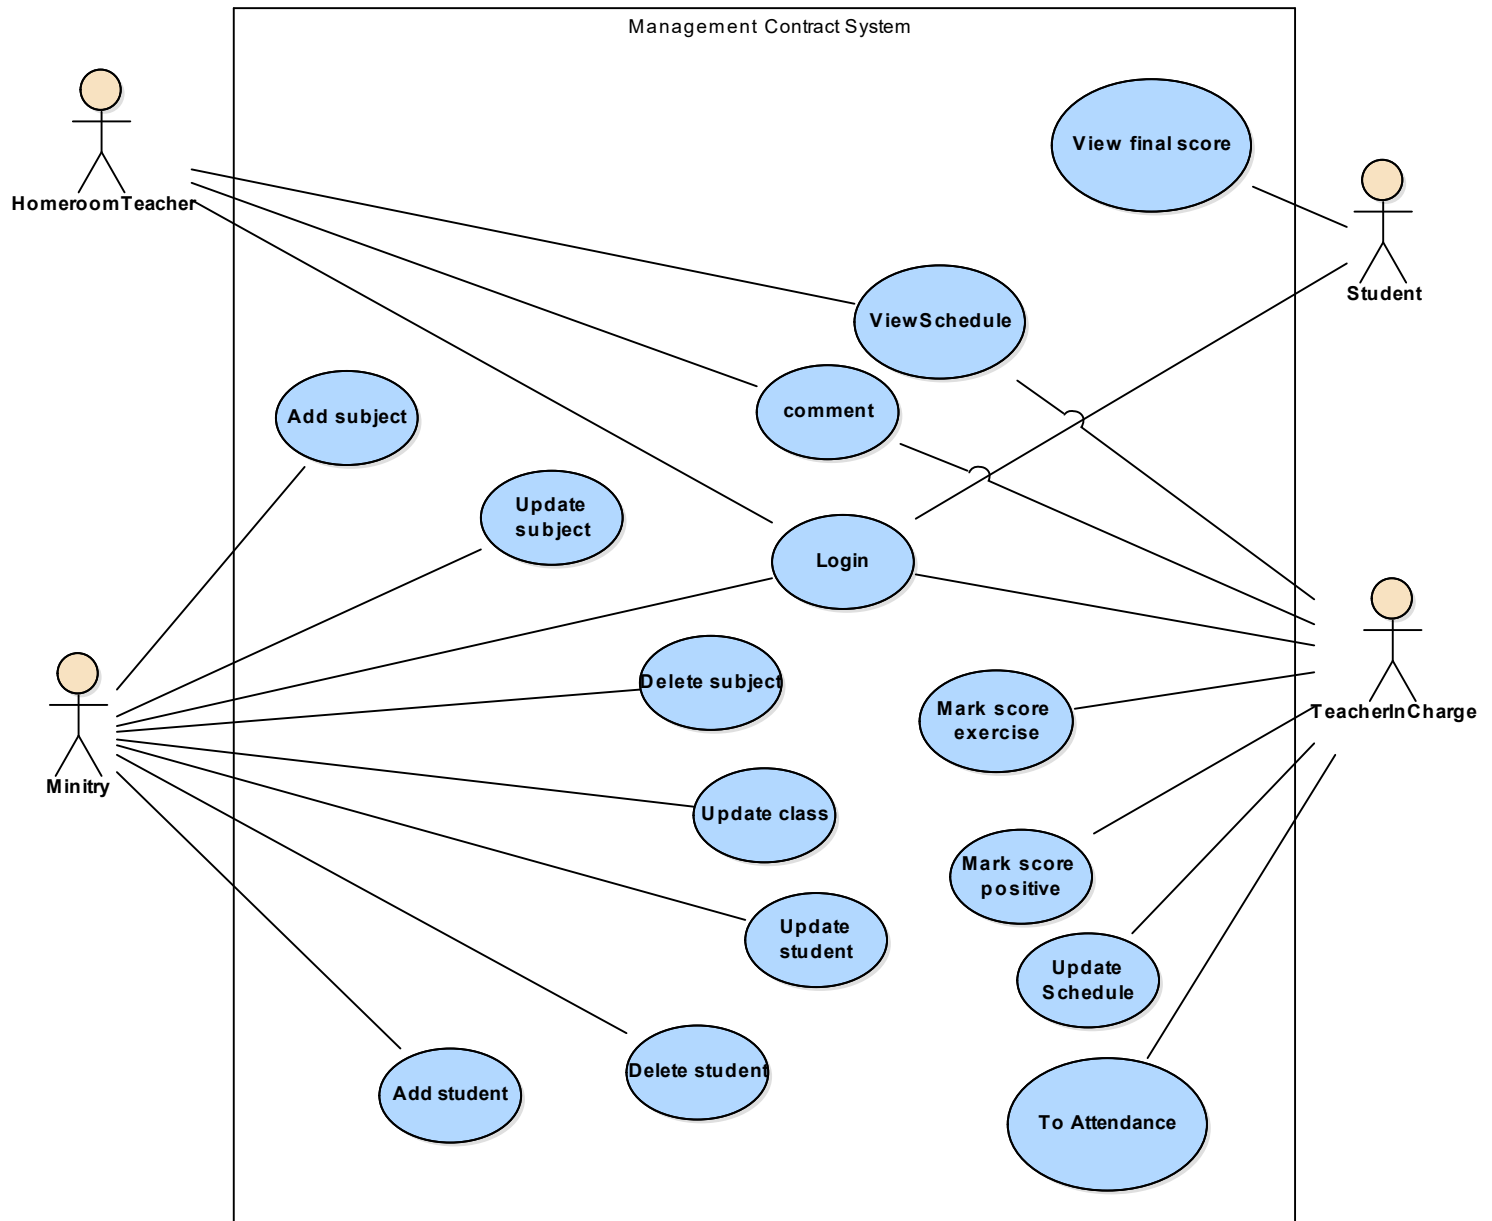 Management Contract System
View final score
HomeroomTeacher
Student
ViewSchedule
comment
Add subject
Update
subject
Login
Delete subject
Mark score
exercise
TeacherInCharge
Minitry
Update class
Mark score
positive
Update
student
Update
Schedule
Delete student
Add student
To Attendance